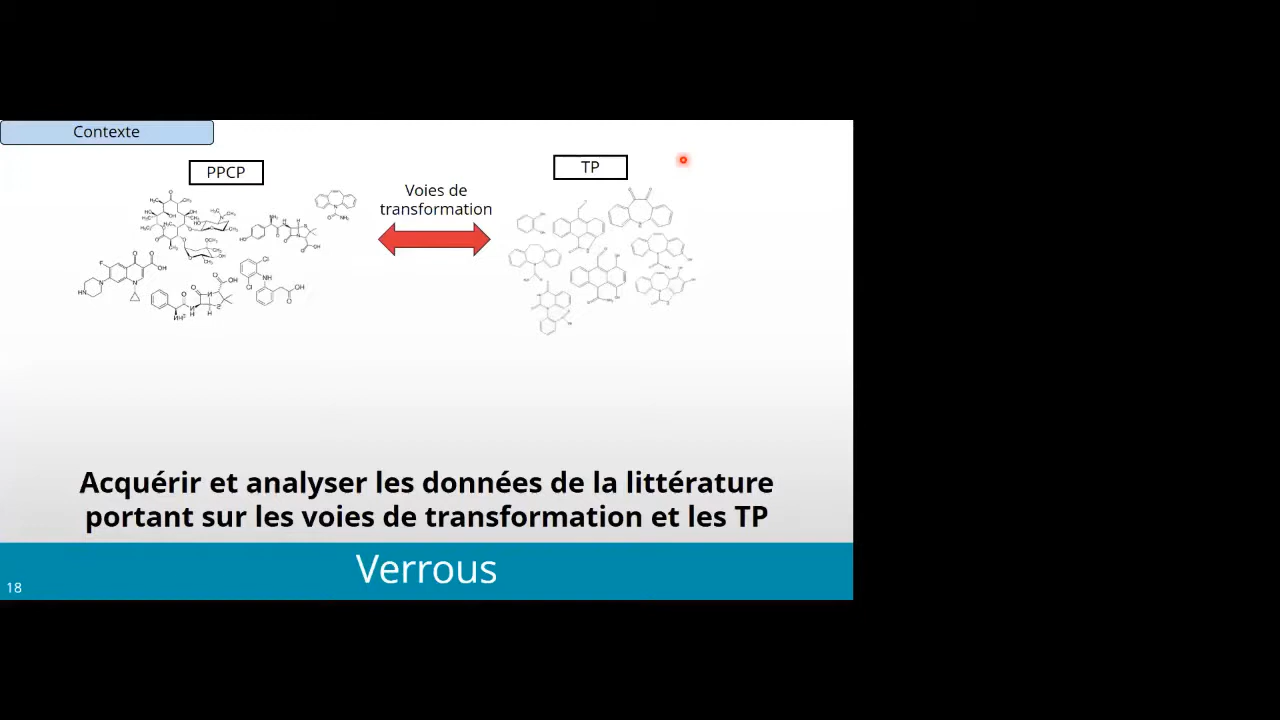 Contexte
PPCP
TP
Voies de
transformation
Acquérir et analyser les données de la littérature
portant sur les voies de transformation et les TP
Verrous
18